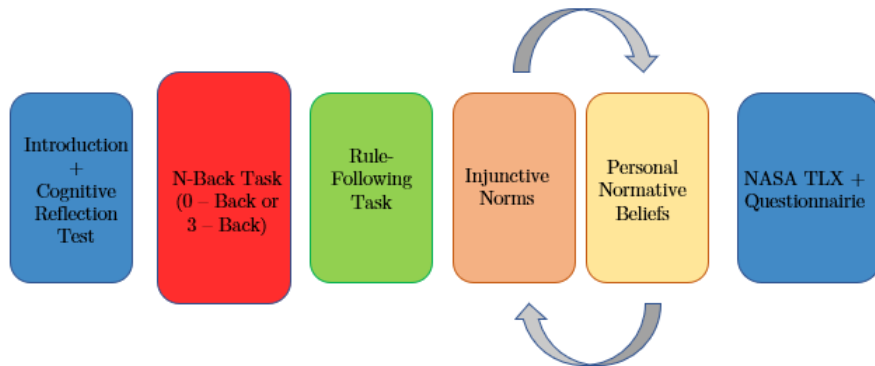 Introduction
+
Cognitive
Reflection
Test
N-Back Task
(0 – Back or
3 – Back)
Rule-
Following
Task
Injunctive
Norms
Personal
Normative
Beliefs
NASA TLX +
Questionnairie